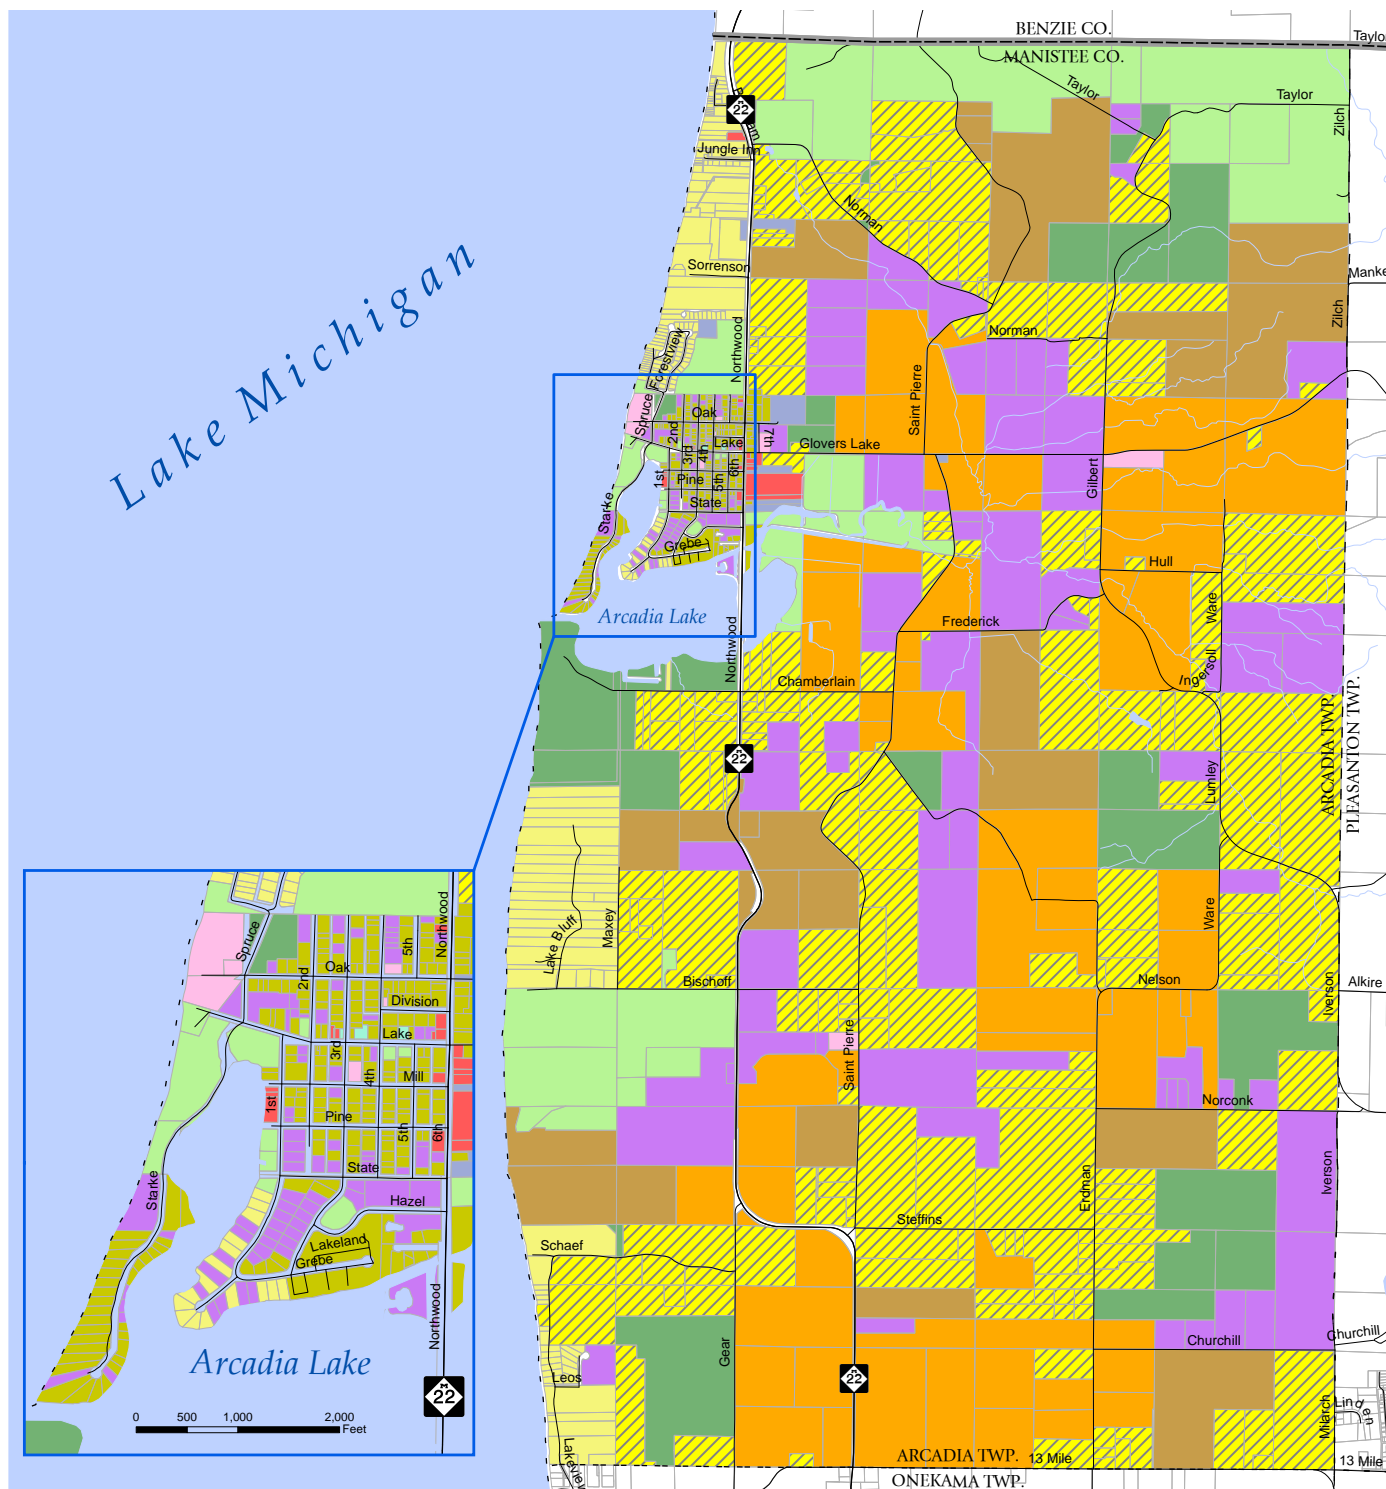 BENZIE CO.
MANISTEE CO.
Taylor
Taylor
Zilch
M
22
Jungle Inn
Norman
Sorrenson
Zilch
Norman
Northwood
Forestview
Saint Pierre
Lake Michigan
Spruce
Oak
2nd
Lake
7th
Glovers Lake
3rd
4th
6th
1st
Pine
5th
State
Gilbert
Starke
Grebe
Hull
Arcadia Lake
Ware
Frederick
Northwood
Ingersoll
Chamberlain
ARCADIA TWP.
PLEASANTON TWP.
22
Lumley
Lake Bluff
Maxey
Ware
Bischoff
Nelson
Iverson
Alkire
Saint Pierre
Norconk
Erdman
Iverson
Steffins
Schaef
Gear
Churchill
Churchill
Leos
M
22
Milarch
Linden
Lakeview
ARCADIA TWP.
13 Mile
13 Mile
ONEKAMA TWP.
Spruce
Northwood
5th
Oak
2nd
Division
Lake
3rd
4th
Mill
1st
Pine
5th
6th
State
Starke
Hazel
Lakeland
Grebe
Northwood
Arcadia Lake
M
22
0 500 1,000 2,000
Feet